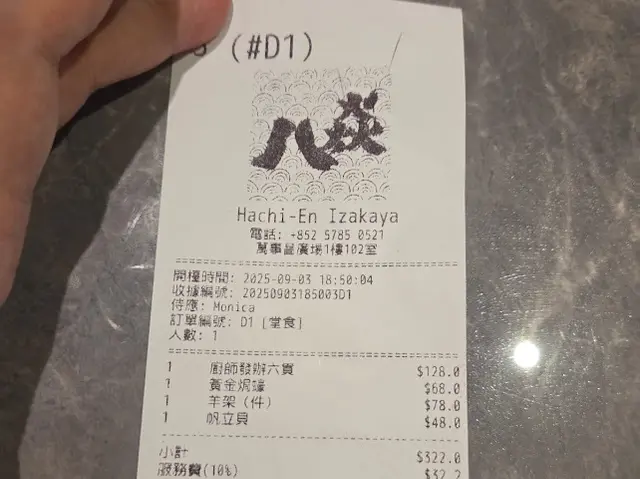 (#D1)
八炎
Hachi-En Izakaya
電話: +852 5785 0521
萬事昌廣場1樓102室
開檯時間: 2025-09-03 18:50:04
收據編號: 20250903185003D1
侍應: Monica
訂單編號: D1 [堂食]
人數: 1
1 廚師發辦六貫 $128.0
1 黃金焗蠔 $68.0
1 羊架（件） $78.0
1 帆立貝 $48.0
小計 $322.0
服務費(10%) $32.2